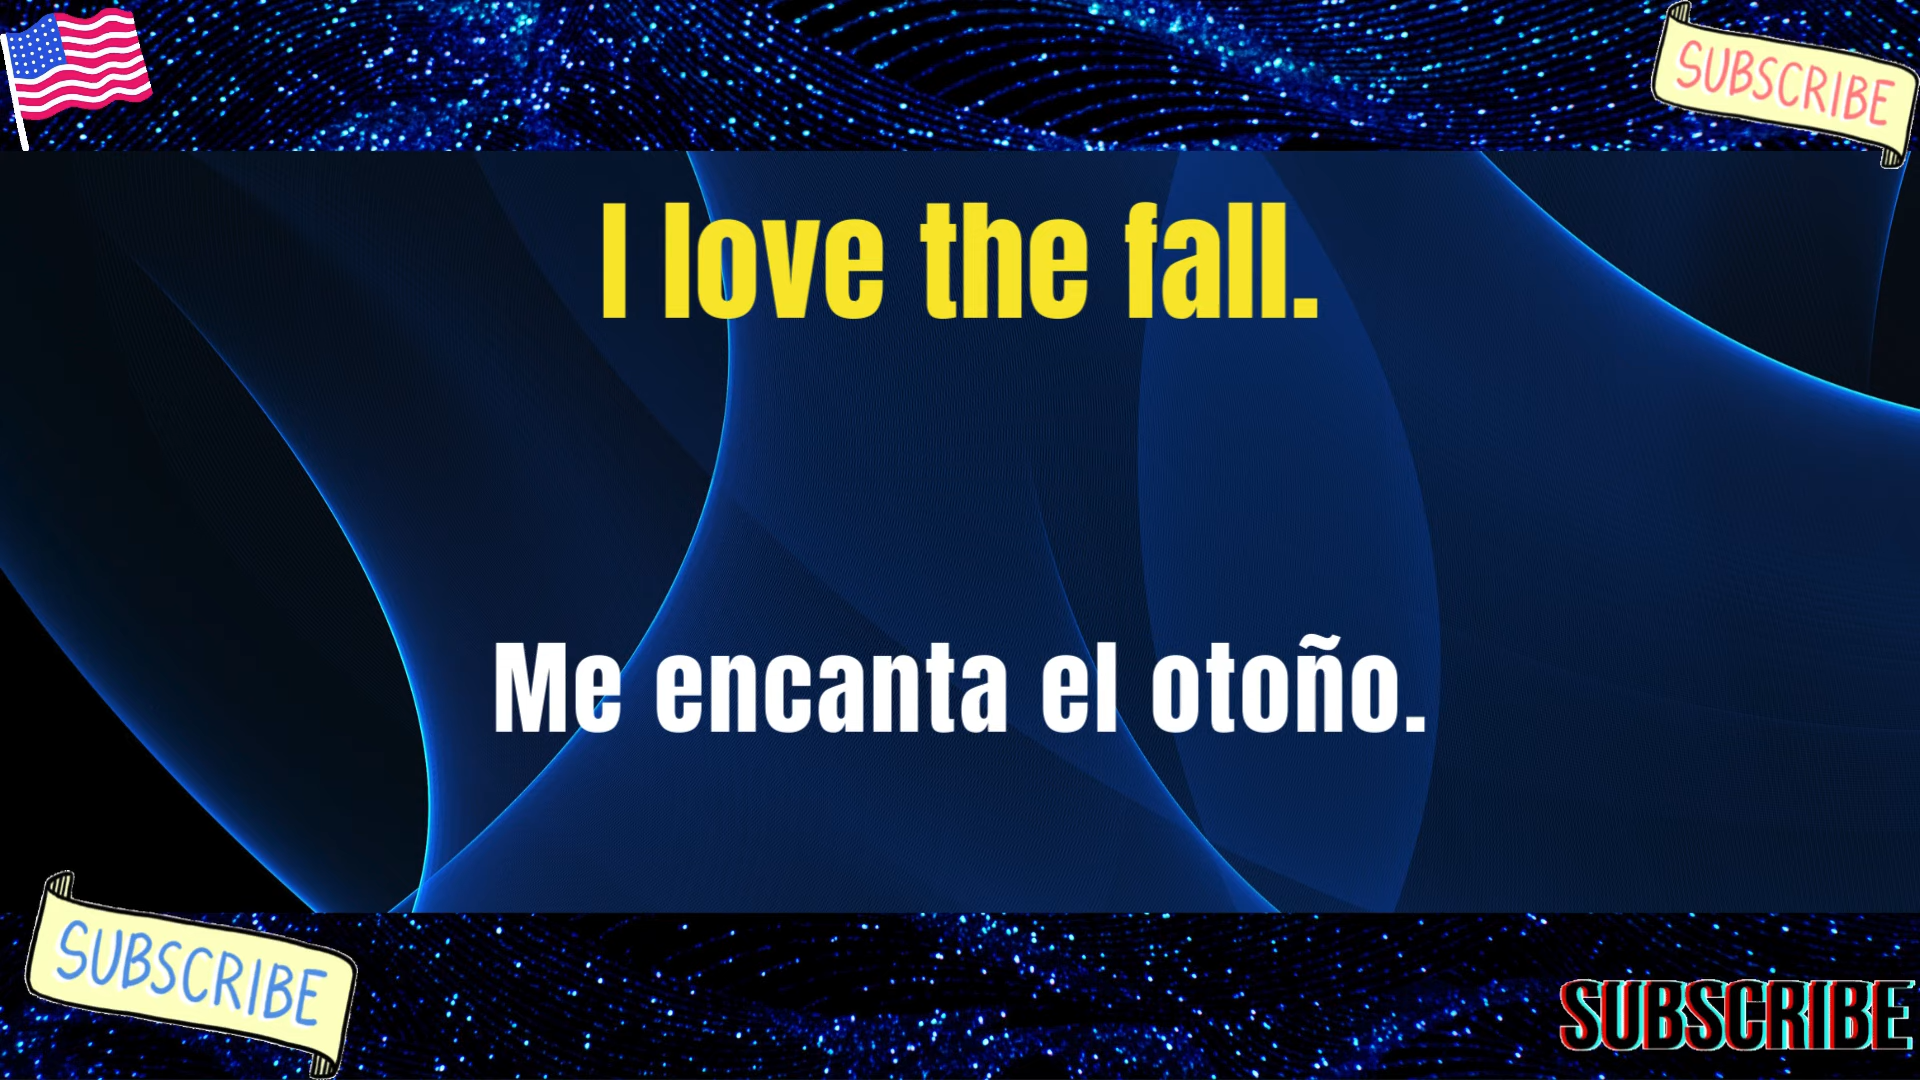 SUBSCRIBE
I love the fall.
Me encanta el otoño.
SUBSCRIBE
SUBSCRIBE